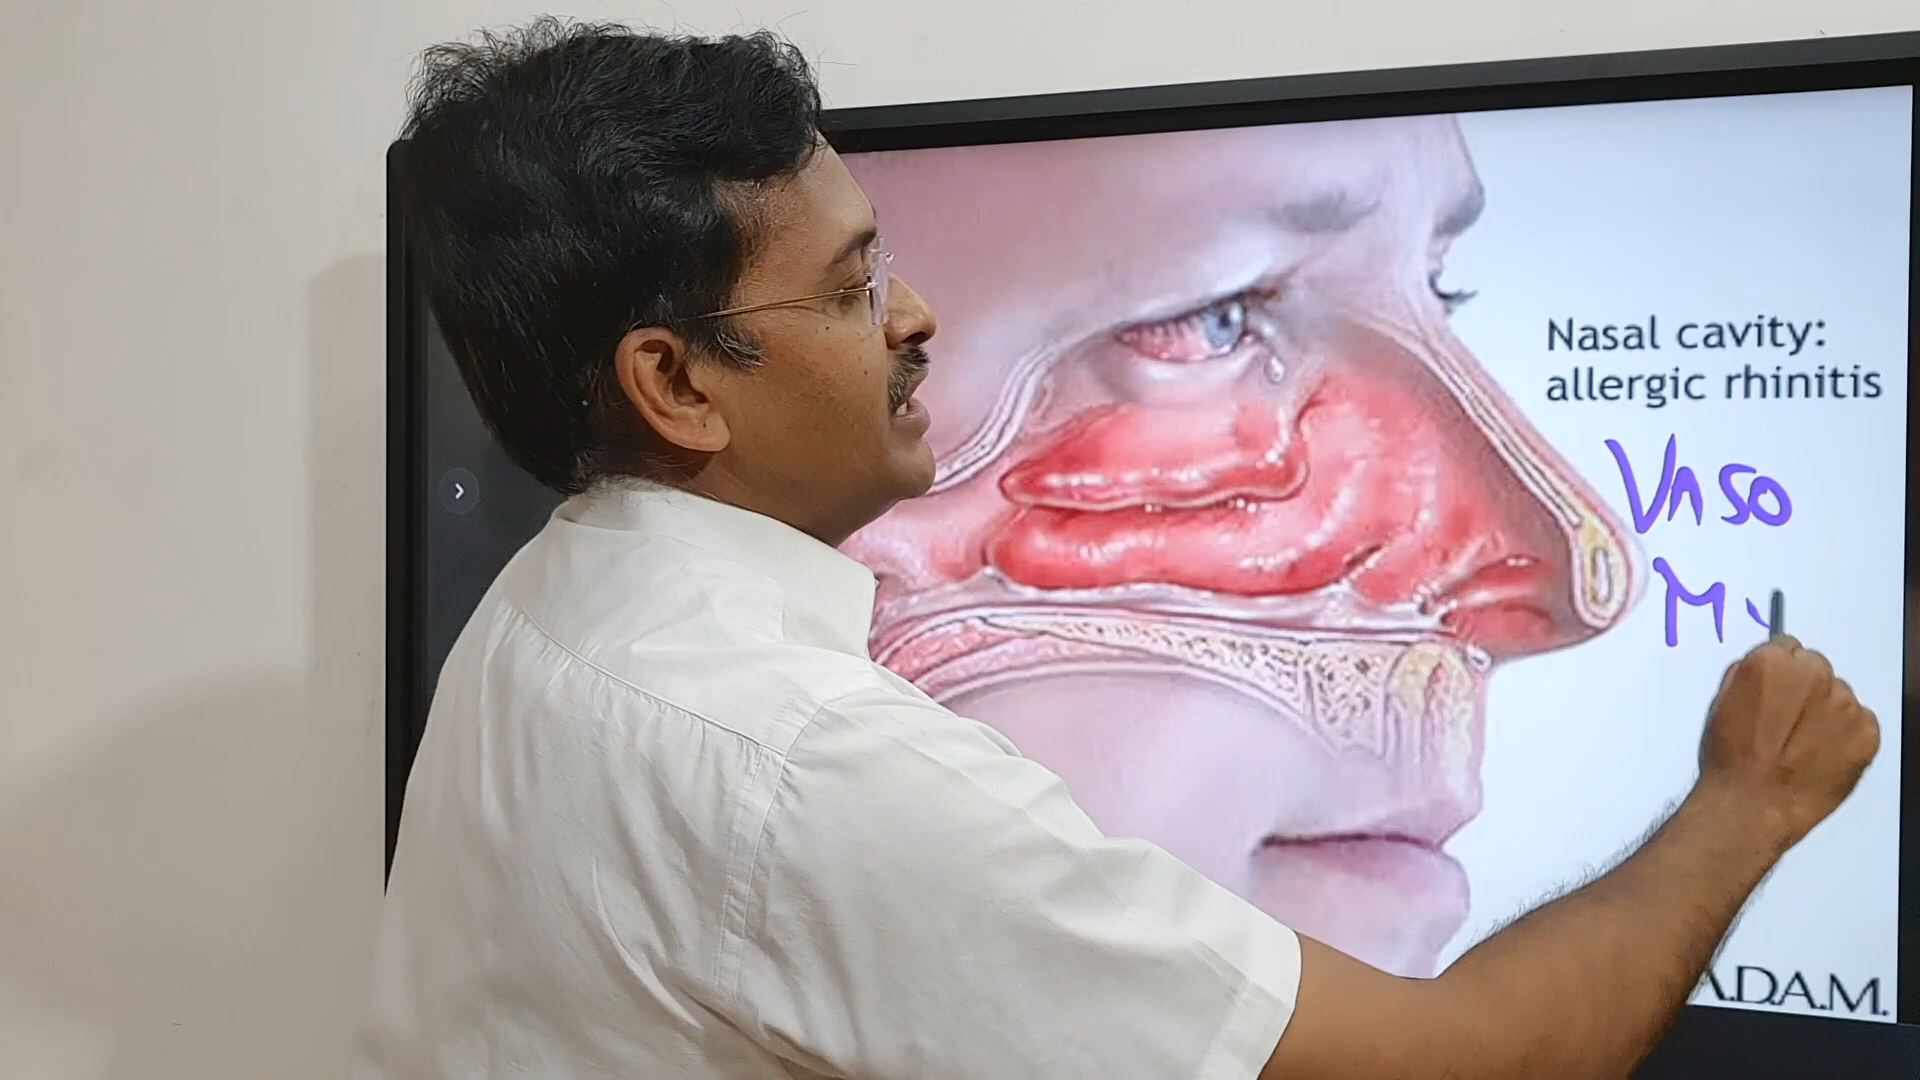 Nasal cavity:
allergic rhinitis
VASO
M
A.D.A.M.